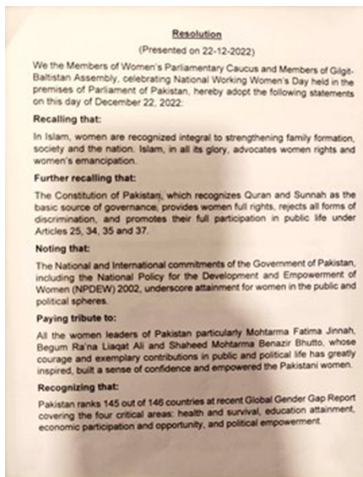 Resolution
(Presented on 22-12-2022)
We the Members of Women's Parliamentary Caucus and Members of Gilgit-
Baltistan Assembly, celebrating National Working Women's Day held in the
premises of Parliament of Pakistan, hereby adopt the following statements
on this day of December 22, 2022:
Recalling that:
In Islam, women are recognized integral to strengthening family formation,
society and the nation. Islam, in all its glory, advocates women rights and
women's emancipation.
Further recalling that:
The Constitution of Pakistan, which recognizes Quran and Sunnah as the
basic source of governance, provides women full rights, rejects all forms of
discrimination, and promotes their full participation in public life under
Articles 25, 34, 35 and 37.
Noting that:
The National and International commitments of the Government of Pakistan,
including the National Policy for the Development and Empowerment of
Women (NPDEW) 2002, underscore attainment for women in the public and
political spheres.
Paying tribute to:
All the women leaders of Pakistan particularly Mohtarma Fatima Jinnah,
Begum Ra'na Liaqat Ali and Shaheed Mohtarma Benazir Bhutto, whose
courage and exemplary contributions in public and political life has greatly
inspired, built a sense of confidence and empowered the Pakistani women.
Recognizing that:
Pakistan ranks 145 out of 146 countries at recent Global Gender Gap Report
covering the four critical areas: health and survival, education attainment,
economic participation and opportunity, and political empowerment.